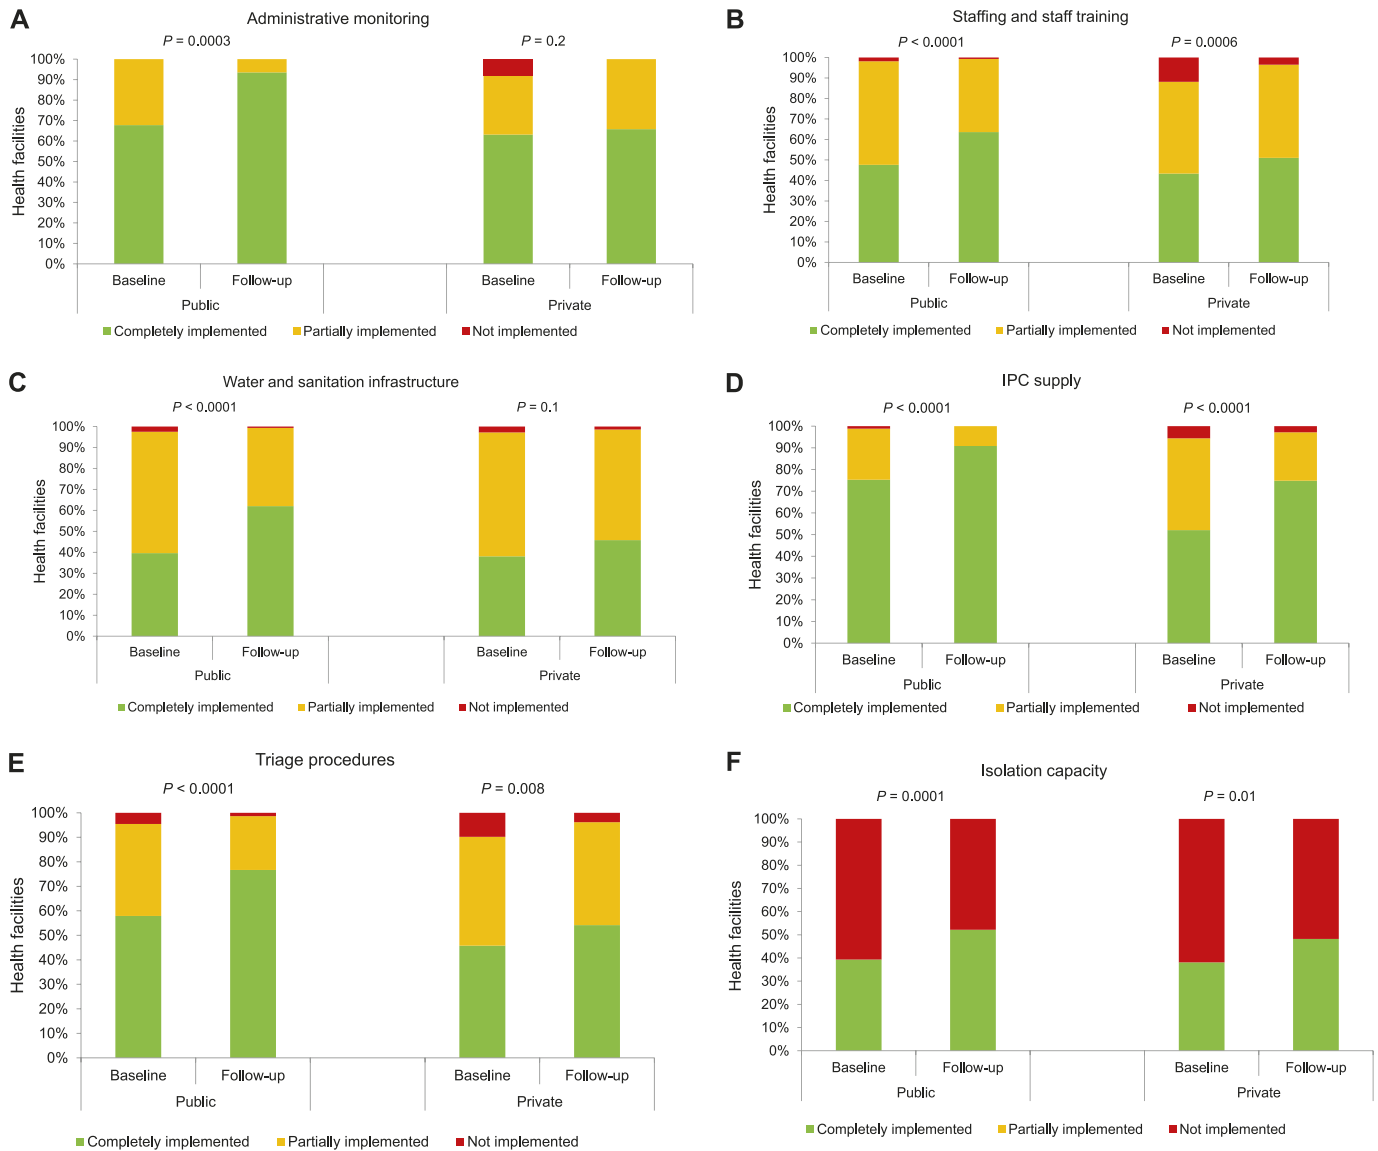 A
Administrative monitoring
P = 0.0003
P = 0.2
Health facilities
100%
90%
80%
70%
60%
50%
40%
30%
20%
10%
0%
Baseline
Follow-up
Baseline
Follow-up
Public
Private
Completely implemented
Partially implemented
Not implemented
B
Staffing and staff training
P < 0.0001
P = 0.0006
Health facilities
100%
90%
80%
70%
60%
50%
40%
30%
20%
10%
0%
Baseline
Follow-up
Baseline
Follow-up
Public
Private
Completely implemented
Partially implemented
Not implemented
C
Water and sanitation infrastructure
P < 0.0001
P = 0.1
Health facilities
100%
90%
80%
70%
60%
50%
40%
30%
20%
10%
0%
Baseline
Follow-up
Baseline
Follow-up
Public
Private
Completely implemented
Partially implemented
Not implemented
D
IPC supply
P < 0.0001
P < 0.0001
Health facilities
100%
90%
80%
70%
60%
50%
40%
30%
20%
10%
0%
Baseline
Follow-up
Baseline
Follow-up
Public
Private
Completely implemented
Partially implemented
Not implemented
E
Triage procedures
P < 0.0001
P = 0.008
Health facilities
100%
90%
80%
70%
60%
50%
40%
30%
20%
10%
0%
Baseline
Follow-up
Baseline
Follow-up
Public
Private
Completely implemented
Partially implemented
Not implemented
F
Isolation capacity
P = 0.0001
P = 0.01
Health facilities
100%
90%
80%
70%
60%
50%
40%
30%
20%
10%
0%
Baseline
Follow-up
Baseline
Follow-up
Public
Private
Completely implemented
Partially implemented
Not implemented